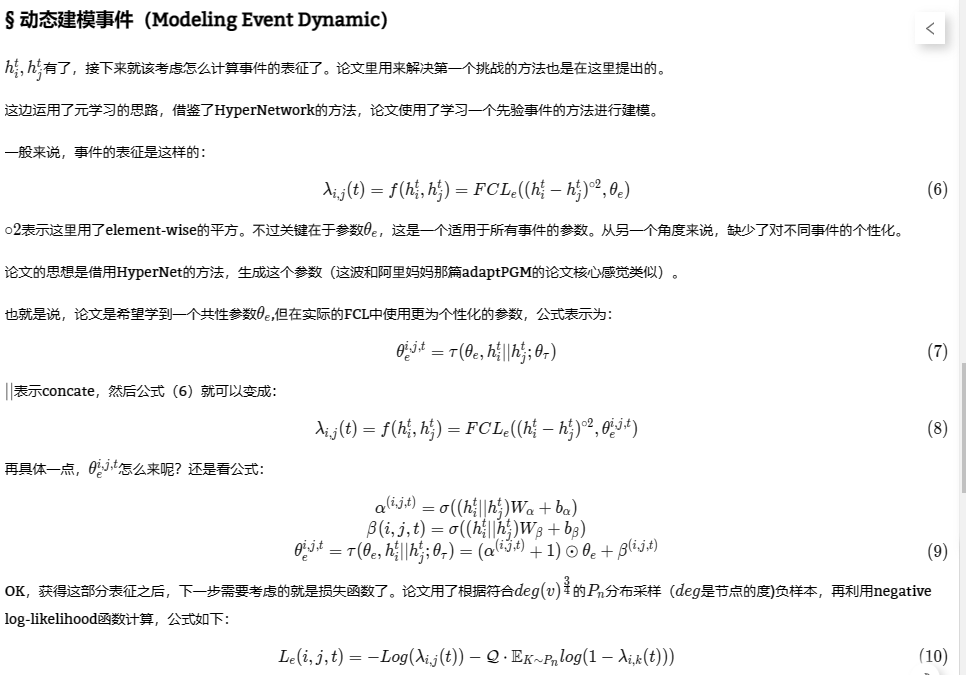 § 动态建模事件（Modeling Event Dynamic）
$h_i^t, h_j^t$有了，接下来就该考虑怎么计算事件的表征了。论文里用来解决第一个挑战的方法也是在这里提出的。
这边运用了元学习的思路，借鉴了HyperNetwork的方法，论文使用了学习一个先验事件的方法进行建模。
一般来说，事件的表征是这样的：
$\lambda_{i,j}(t) = f(h_i^t, h_j^t) = FCL_e((h_i^t - h_j^t)^{\circ 2}, \theta_e)$ (6)
$\circ 2$表示这里用了element-wise的平方。不过关键在于参数$\theta_e$，这是一个适用于所有事件的参数。从另一个角度来说，缺少了对不同事件的个性化。
论文的思想是借用HyperNet的方法，生成这个参数（这波和阿里妈妈那篇adaptPGM的论文核心感觉类似）。
也就是说，论文是希望学到一个共性参数$\theta_e$,但在实际的FCL中使用更为个性化的参数，公式表示为：
$\theta_e^{i,j,t} = \tau(\theta_e, h_i^t || h_j^t; \theta_\tau)$ (7)
$||$表示concate，然后公式（6）就可以变成：
$\lambda_{i,j}(t) = f(h_i^t, h_j^t) = FCL_e((h_i^t - h_j^t)^{\circ 2}, \theta_e^{i,j,t})$ (8)
再具体一点，$\theta_e^{i,j,t}$怎么来呢？还是看公式：
$\alpha^{(i,j,t)} = \sigma((h_i^t || h_j^t) W_\alpha + b_\alpha)$
$\beta(i,j,t) = \sigma((h_i^t || h_j^t) W_\beta + b_\beta)$
$\theta_e^{i,j,t} = \tau(\theta_e, h_i^t || h_j^t; \theta_\tau) = (\alpha^{(i,j,t)} + 1) \odot \theta_e + \beta^{(i,j,t)}$ (9)
OK，获得这部分表征之后，下一步需要考虑的就是损失函数了。论文用了根据符合$deg(v)^{\frac{3}{4}}$的$P_n$分布采样（$deg$是节点的度)负样本，再利用negative
log-likelihood函数计算，公式如下：
$L_e(i,j,t) = -Log(\lambda_{i,j}(t)) - \mathcal{Q} \cdot \mathbb{E}_{K \sim P_n} log(1 - \lambda_{i,k}(t)))$ (10)